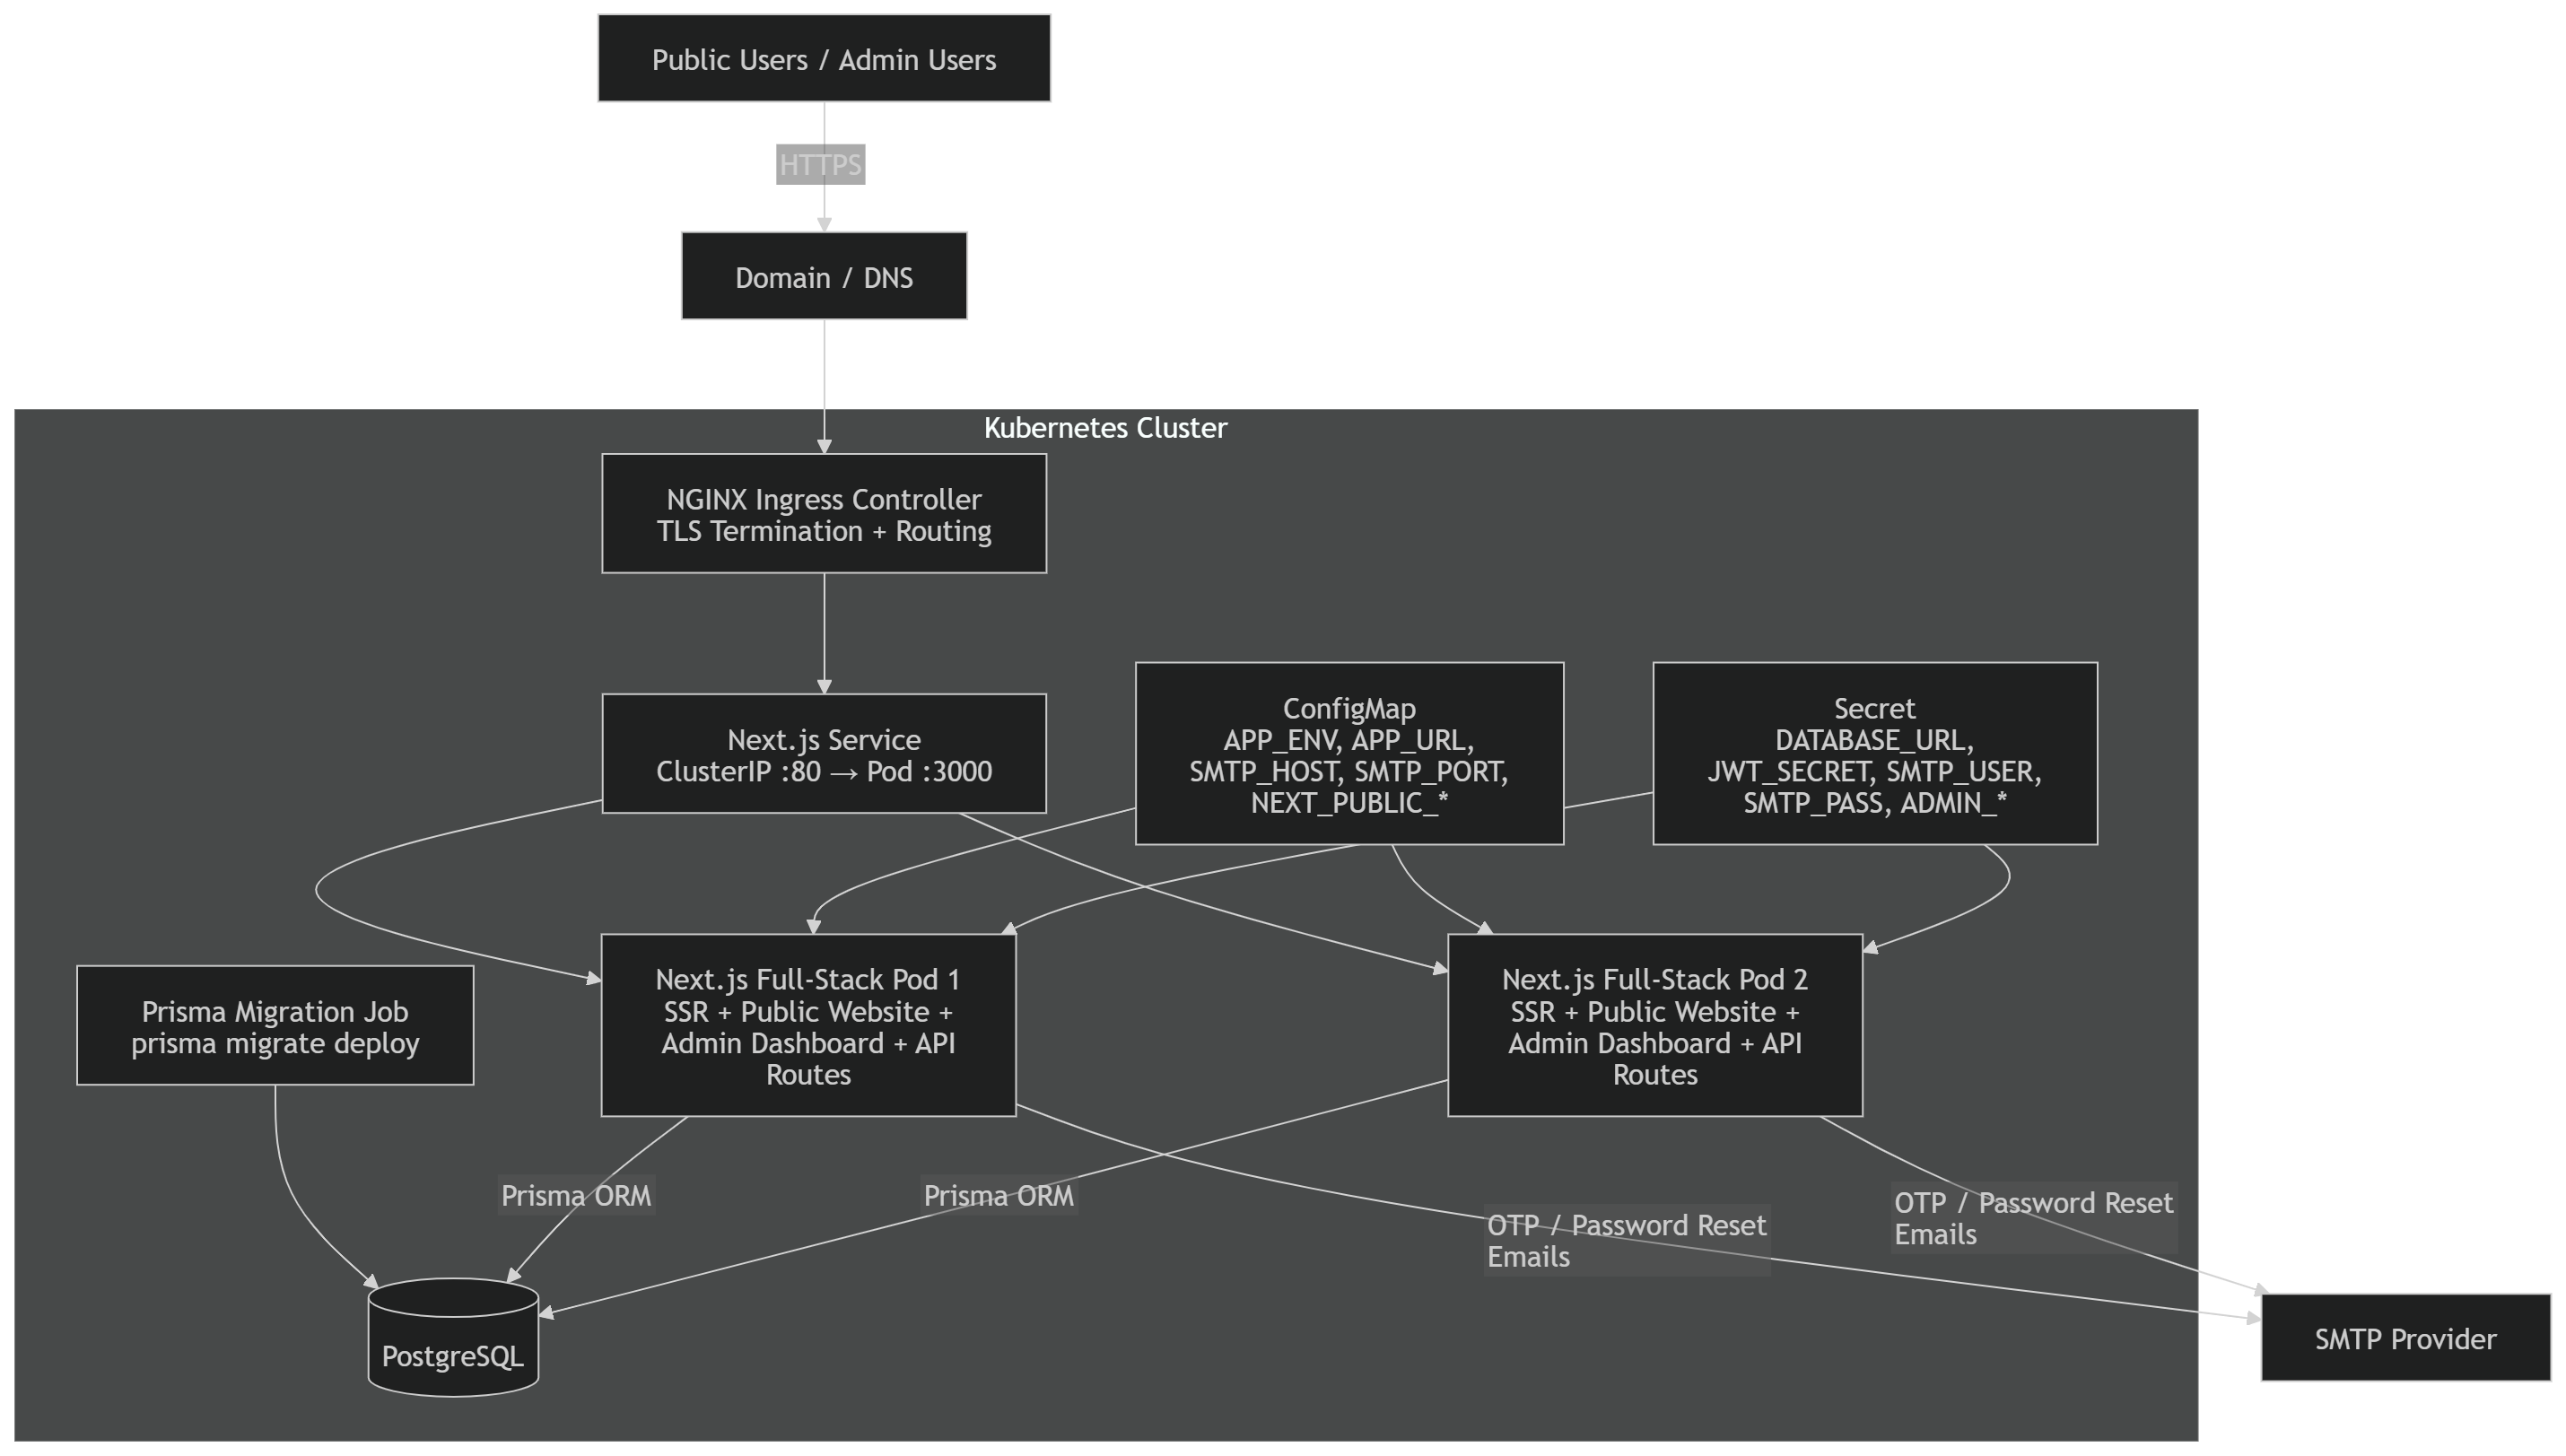 Public Users / Admin Users
HTTPS
Domain / DNS
Kubernetes Cluster
NGINX Ingress Controller
TLS Termination + Routing
Next.js Service
ClusterIP :80 → Pod :3000
ConfigMap
APP_ENV, APP_URL,
SMTP_HOST, SMTP_PORT,
NEXT_PUBLIC_*
Secret
DATABASE_URL,
JWT_SECRET, SMTP_USER,
SMTP_PASS, ADMIN_*
Prisma Migration Job
prisma migrate deploy
Next.js Full-Stack Pod 1
SSR + Public Website +
Admin Dashboard + API
Routes
Next.js Full-Stack Pod 2
SSR + Public Website +
Admin Dashboard + API
Routes
Prisma ORM
Prisma ORM
OTP / Password Reset
Emails
OTP / Password Reset
Emails
PostgreSQL
SMTP Provider